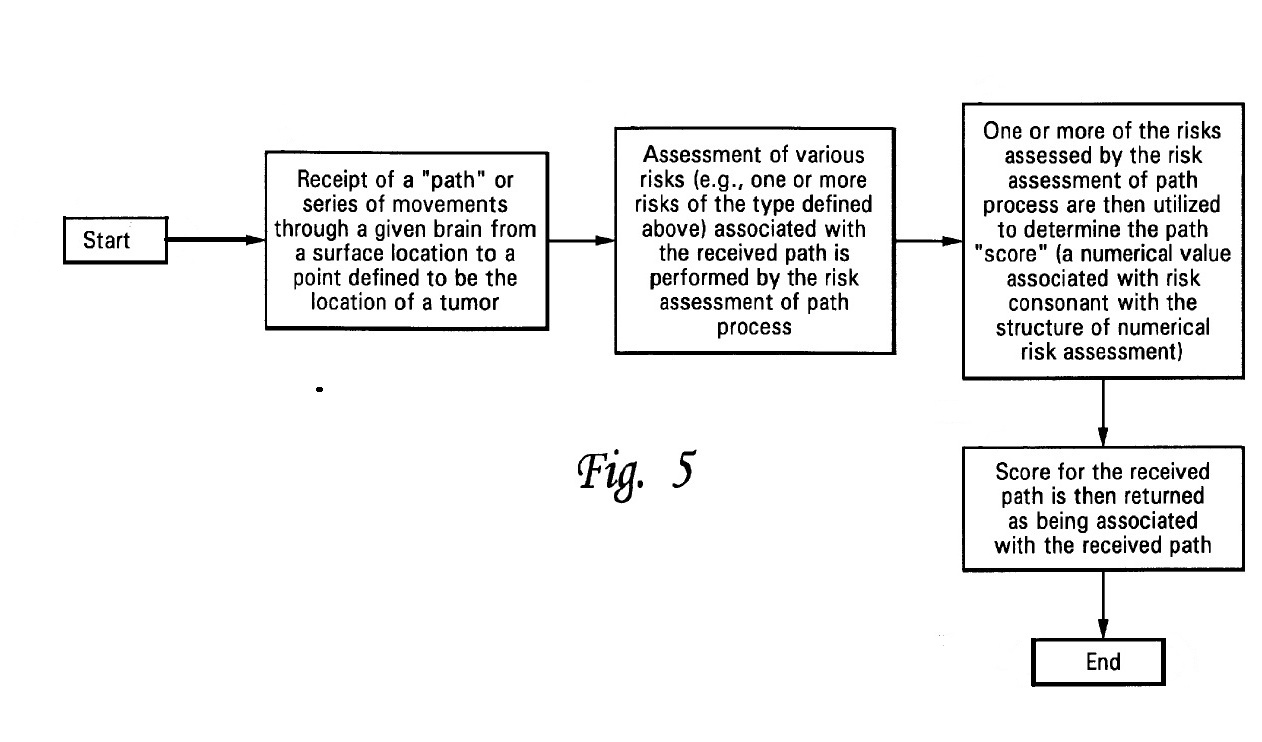 Start
Receipt of a "path" or
series of movements
through a given brain from
a surface location to a
point defined to be the
location of a tumor
Assessment of various
risks (e.g., one or more
risks of the type defined
above) associated with
the received path is
performed by the risk
assessment of path
process
One or more of the risks
assessed by the risk
assessment of path
process are then utilized
to determine the path
"score" (a numerical value
associated with risk
consonant with the
structure of numerical
risk assessment)
Score for the received
path is then returned
as being associated
with the received path
End
Fig. 5